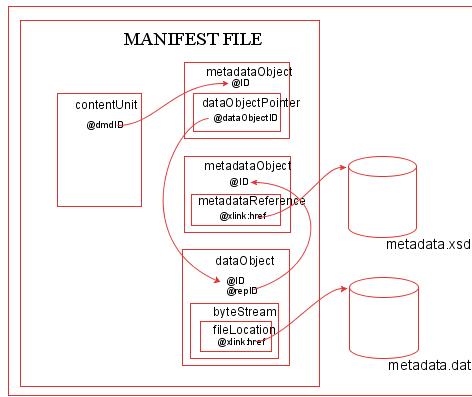 MANIFEST FILE
metadataObject
@ID
contentUnit
dataObjectPointer
@dmdID
@dataObjectID
metadataObject
@ID
metadataReference
@xlink:href
metadata.xsd
dataObject
@ID
@repID
byteStream
fileLocation
@xlink:href
metadata.dat